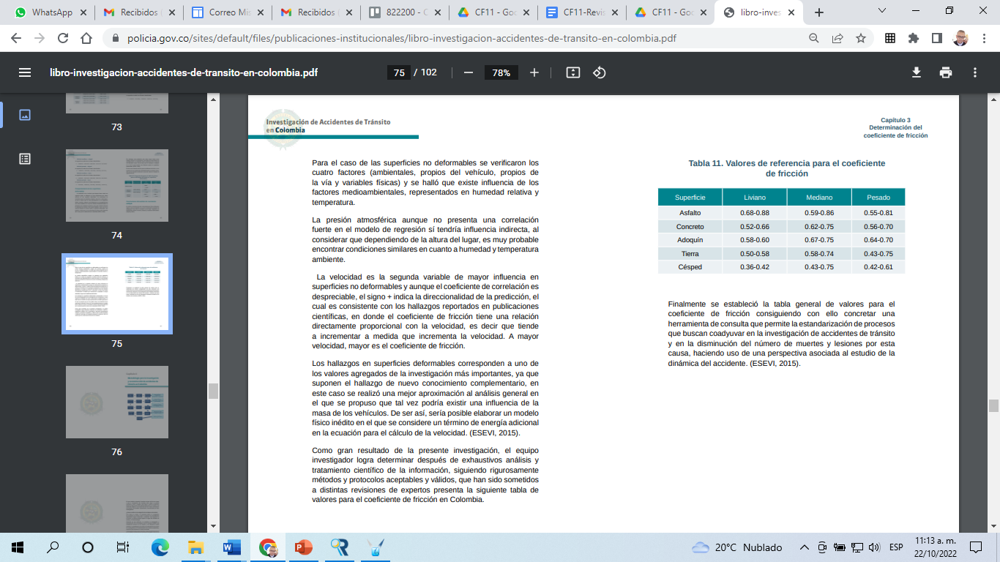 WhatsApp
Recibidos (
Correo Mis
Recibidos (
822200 - C
CF11 - Goo
CF11-Revis
CF11 - Goo
libro-inves
policia.gov.co/sites/default/files/publicaciones-institucionales/libro-investigacion-accidentes-de-transito-en-colombia.pdf
libro-investigacion-accidentes-de-transito-en-colombia.pdf
75 / 102
78%
73
74
75
76
Investigación de Accidentes de Tránsito
en Colombia
Capítulo 3
Determinación del
coeficiente de fricción
Para el caso de las superficies no deformables se verificaron los
cuatro factores (ambientales, propios del vehículo, propios de
la vía y variables físicas) y se halló que existe influencia de los
factores medioambientales, representados en humedad relativa y
temperatura.
La presión atmosférica aunque no presenta una correlación
fuerte en el modelo de regresión sí tendría influencia indirecta, al
considerar que dependiendo de la altura del lugar, es muy probable
encontrar condiciones similares en cuanto a humedad y temperatura
ambiente.
La velocidad es la segunda variable de mayor influencia en
superficies no deformables y aunque el coeficiente de correlación es
despreciable, el signo + indica la direccionalidad de la predicción, el
cual es consistente con los hallazgos reportados en publicaciones
científicas, en donde el coeficiente de fricción tiene una relación
directamente proporcional con la velocidad, es decir que tiende
a incrementar a medida que incrementa la velocidad. A mayor
velocidad, mayor es el coeficiente de fricción.
Los hallazgos en superficies deformables corresponden a uno de
los valores agregados de la investigación más importantes, ya que
suponen el hallazgo de nuevo conocimiento complementario, en
este caso se realizó una mejor aproximación al análisis general en
el que se propuso que tal vez podría existir una influencia de la
masa de los vehículos. De ser así, sería posible elaborar un modelo
físico inédito en el que se considere un término de energía adicional
en la ecuación para el cálculo de la velocidad. (ESEVI, 2015).
Como gran resultado de la presente investigación, el equipo
investigador logra determinar después de exhaustivos análisis y
tratamiento científico de la información, siguiendo rigurosamente
métodos y protocolos aceptables y válidos, que han sido sometidos
a distintas revisiones de expertos presenta la siguiente tabla de
valores para el coeficiente de fricción en Colombia.
Tabla 11. Valores de referencia para el coeficiente
de fricción
Superficie Liviano Mediano Pesado
Asfalto 0.68-0.88 0.59-0.86 0.55-0.81
Concreto 0.52-0.66 0.62-0.75 0.56-0.70
Adoquín 0.58-0.60 0.67-0.75 0.64-0.70
Tierra 0.50-0.58 0.58-0.74 0.43-0.75
Césped 0.36-0.42 0.43-0.75 0.42-0.61
Finalmente se estableció la tabla general de valores para el
coeficiente de fricción consiguiendo con ello concretar una
herramienta de consulta que permite la estandarización de procesos
que buscan coadyuvar en la investigación de accidentes de tránsito
y en la disminución del número de muertes y lesiones por esta
causa, haciendo uso de una perspectiva asociada al estudio de la
dinámica del accidente. (ESEVI, 2015).
20°C Nublado
ESP
11:13 a. m.
22/10/2022